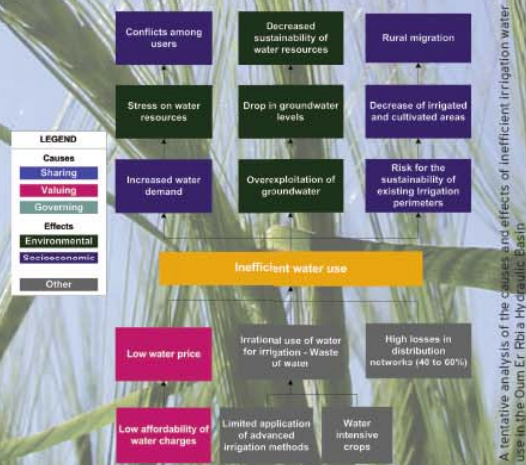 Conflicts among
users
Decreased
sustainability of
water resources
Rural migration
Stress on water
resources
Drop in groundwater
levels
Decrease of irrigated
and cultivated areas
LEGEND
Causes
Sharing
Valuing
Governing
Effects
Environmental
Socioeconomic
Other
Increased water
demand
Overexploitation of
groundwater
Risk for the
sustainability of
existing Irrigation
perimeters
Inefficient water use
Low water price
Irrational use of water
for irrigation - Waste
of water
High losses in
distribution
networks (40 to 60%)
Low affordability of
water charges
Limited application
of advanced
irrigation methods
Water
intensive
crops
A tentative analysis of the causes and effects of inefficient irrigation water
use in the Oum Er Rbia Hydraulic Basin